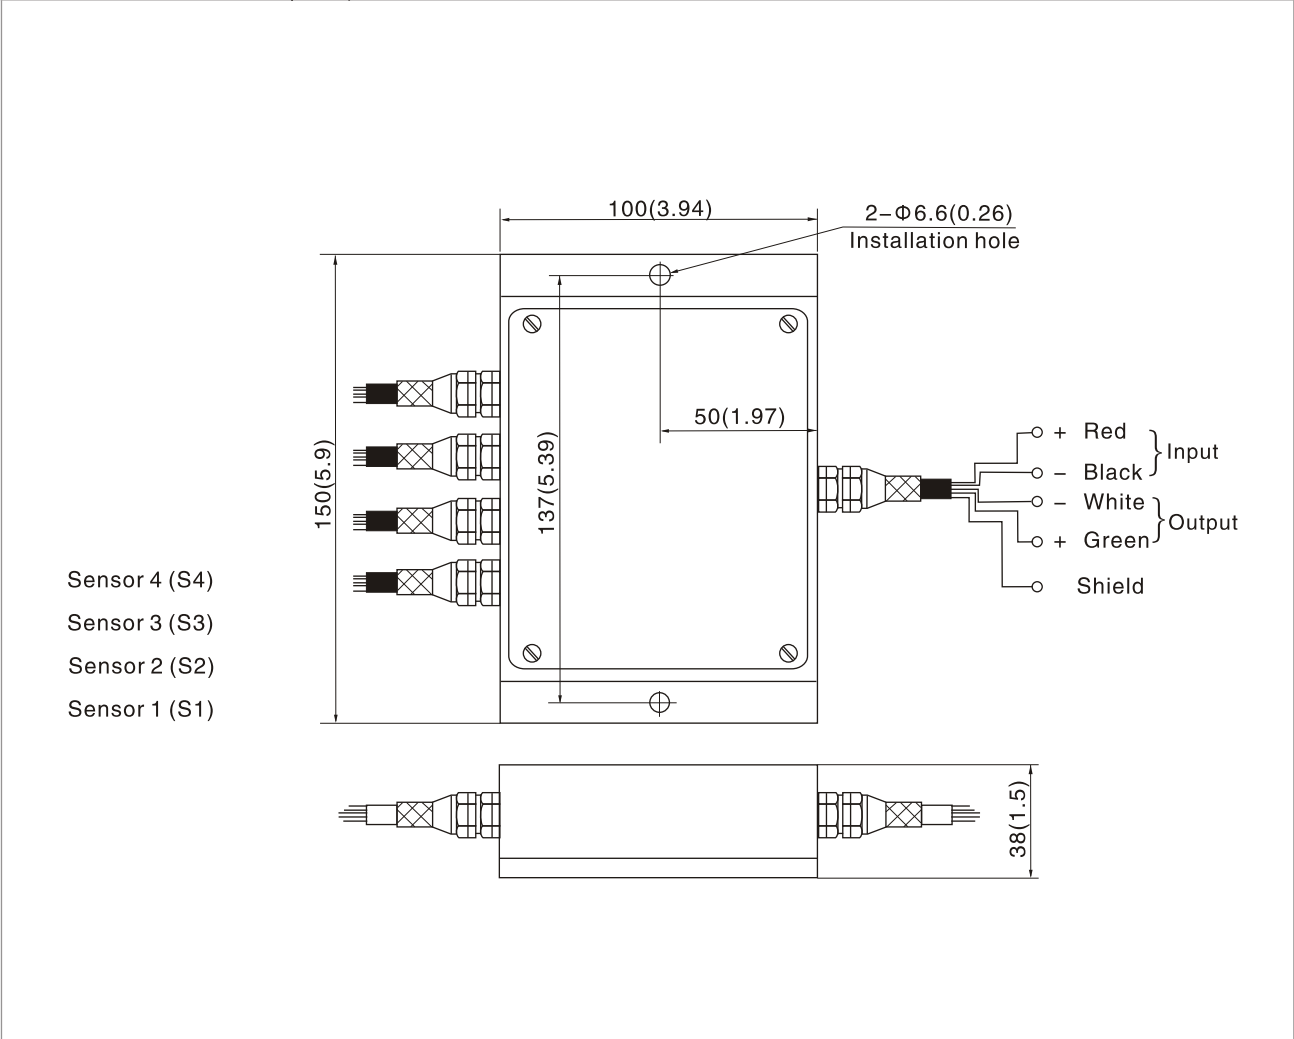 100(3.94)
2-Φ6.6(0.26)
Installation hole
150(5.9)
137(5.39)
50(1.97)
+ Red
- Black
Input
- White
+ Green
Output
Shield
Sensor 4 (S4)
Sensor 3 (S3)
Sensor 2 (S2)
Sensor 1 (S1)
38(1.5)